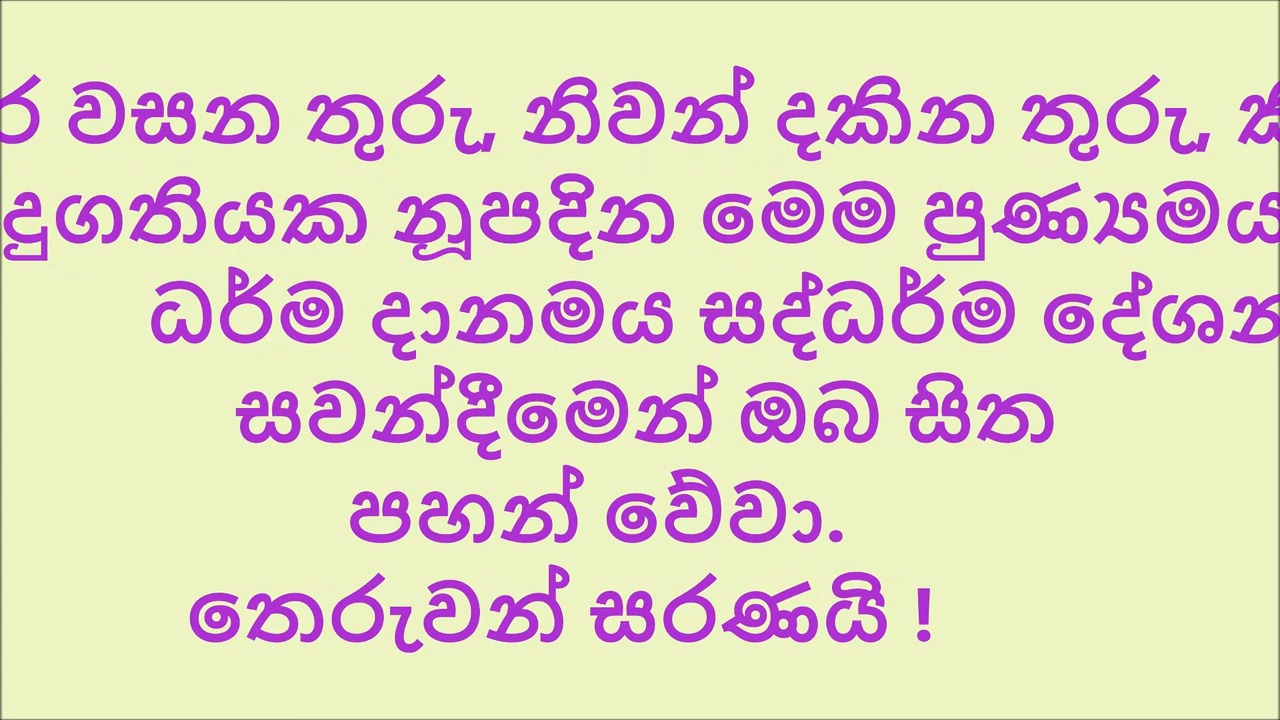 වසන තුරු, නිවන් දකින තුරු,
දුගතියක නූපදින මෙම පුණ්‍යමය
ධර්ම දානමය සද්ධර්ම දේශන
සවන්දීමෙන් ඔබ සිත
පහන් වේවා.
තෙරුවන් සරණයි !